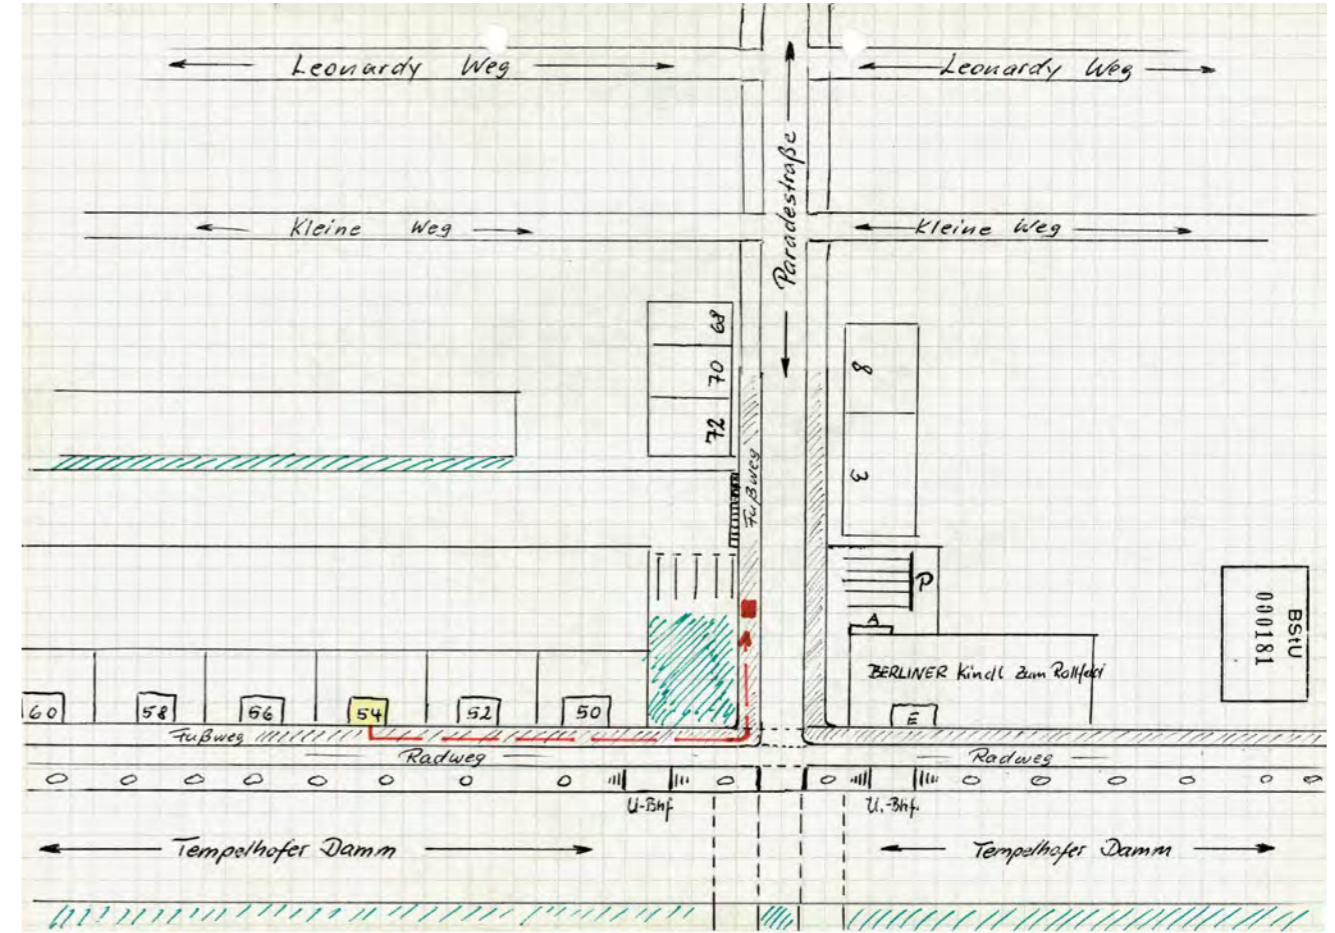 Leonardy Weg
Leonardy Weg
Paradestraße
Kleine Weg
Kleine Weg
68
70
72
8
3
Fußweg
P
A
BERLINER Kindl Zum Rollfeld
E
BStU
000181
60
58
56
54
52
50
Fußweg
Radweg
Radweg
U-Bhf
U.-Bhf.
Tempelhofer Damm
Tempelhofer Damm